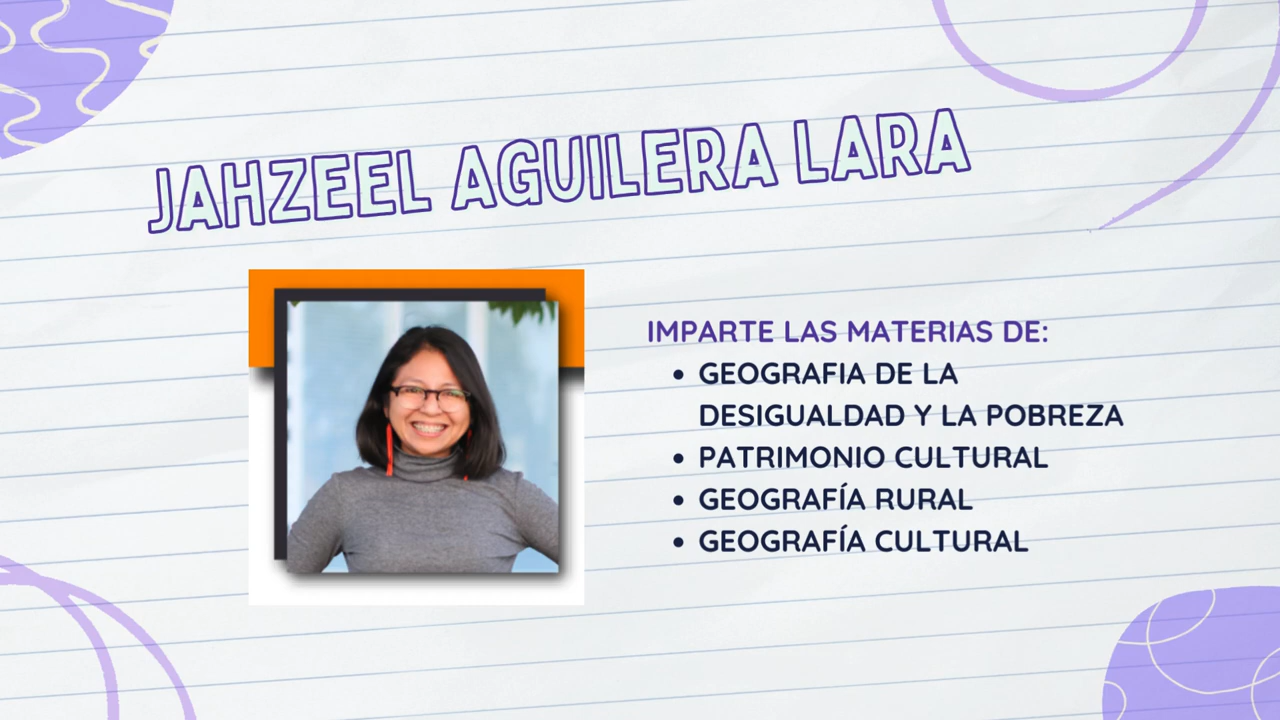 JAHZEEL AGUILERA LARA
IMPARTE LAS MATERIAS DE:
• GEOGRAFIA DE LA
DESIGUALDAD Y LA POBREZA
• PATRIMONIO CULTURAL
• GEOGRAFÍA RURAL
• GEOGRAFÍA CULTURAL